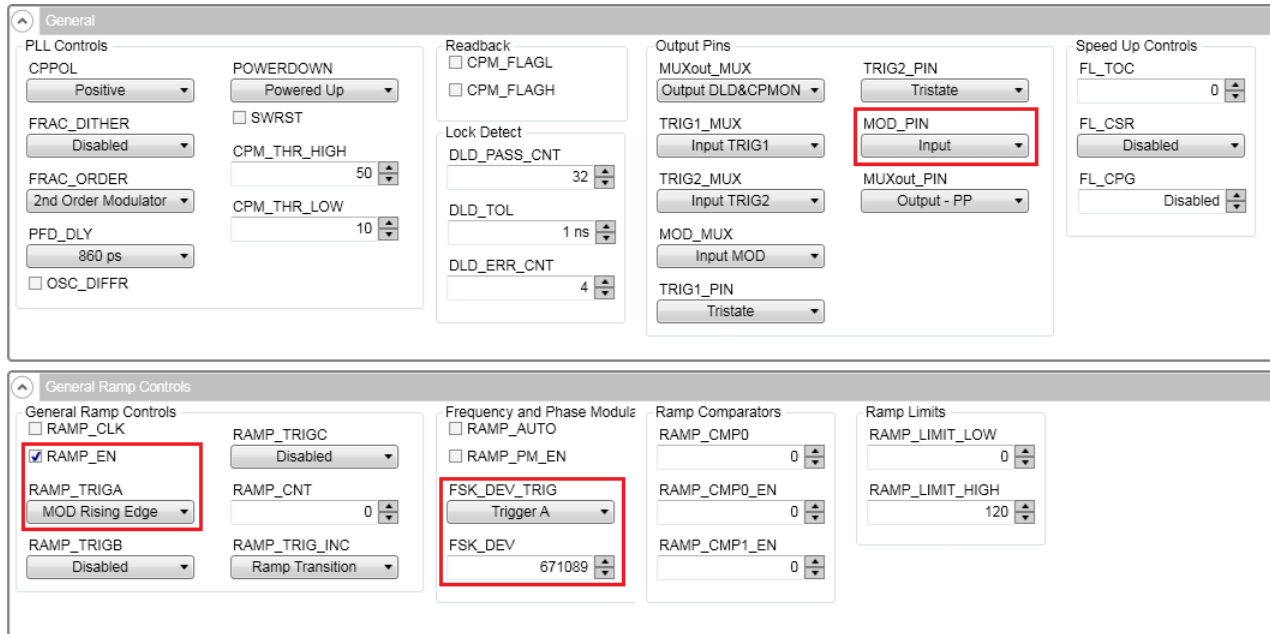 General
PLL Controls
CPPOL
Positive
FRAC_DITHER
Disabled
FRAC_ORDER
2nd Order Modulator
PFD_DLY
860 ps
OSC_DIFFR
POWERDOWN
Powered Up
SWRST
CPM_THR_HIGH
50
CPM_THR_LOW
10
Readback
CPM_FLAGL
CPM_FLAGH
Lock Detect
DLD_PASS_CNT
32
DLD_TOL
1 ns
DLD_ERR_CNT
4
Output Pins
MUXout_MUX
Output DLD&CPMON
TRIG1_MUX
Input TRIG1
TRIG2_MUX
Input TRIG2
MOD_MUX
Input MOD
TRIG1_PIN
Tristate
TRIG2_PIN
Tristate
MOD_PIN
Input
MUXout_PIN
Output - PP
Speed Up Controls
FL_TOC
0
FL_CSR
Disabled
FL_CPG
Disabled
General Ramp Controls
General Ramp Controls
RAMP_CLK
RAMP_EN
RAMP_TRIGA
MOD Rising Edge
RAMP_TRIGB
Disabled
RAMP_TRIGC
Disabled
RAMP_CNT
0
RAMP_TRIG_INC
Ramp Transition
Frequency and Phase Modula
RAMP_AUTO
RAMP_PM_EN
FSK_DEV_TRIG
Trigger A
FSK_DEV
671089
Ramp Comparators
RAMP_CMP0
0
RAMP_CMP0_EN
0
RAMP_CMP1_EN
0
Ramp Limits
RAMP_LIMIT_LOW
0
RAMP_LIMIT_HIGH
120